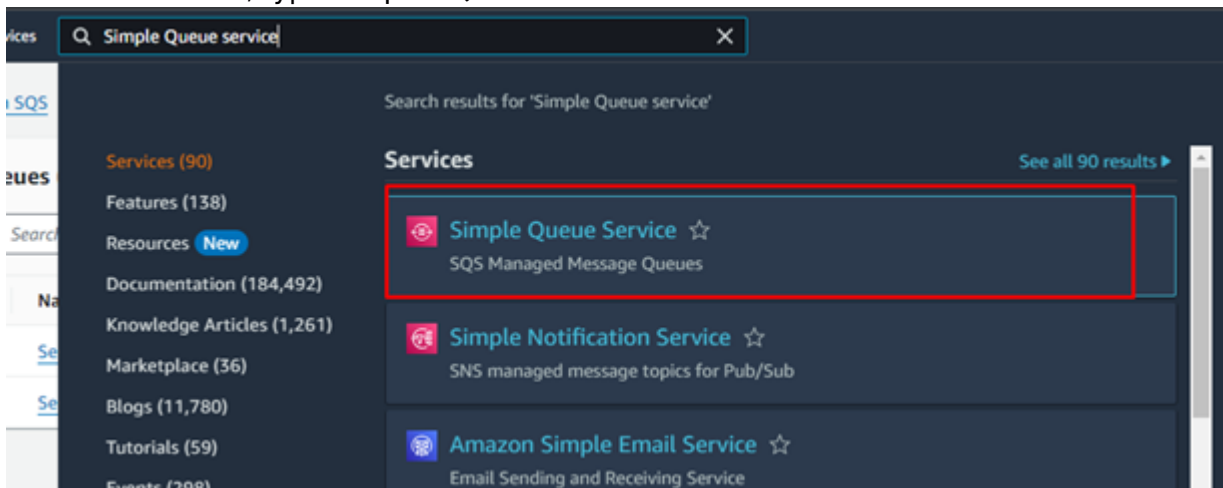 Simple Queue service
SQS
Search results for 'Simple Queue service'
Services (90)
Features (138)
Resources New
Documentation (184,492)
Knowledge Articles (1,261)
Marketplace (36)
Blogs (11,780)
Tutorials (59)
Services
See all 90 results
Simple Queue Service
SQS Managed Message Queues
Simple Notification Service
SNS managed message topics for Pub/Sub
Amazon Simple Email Service
Email Sending and Receiving Service